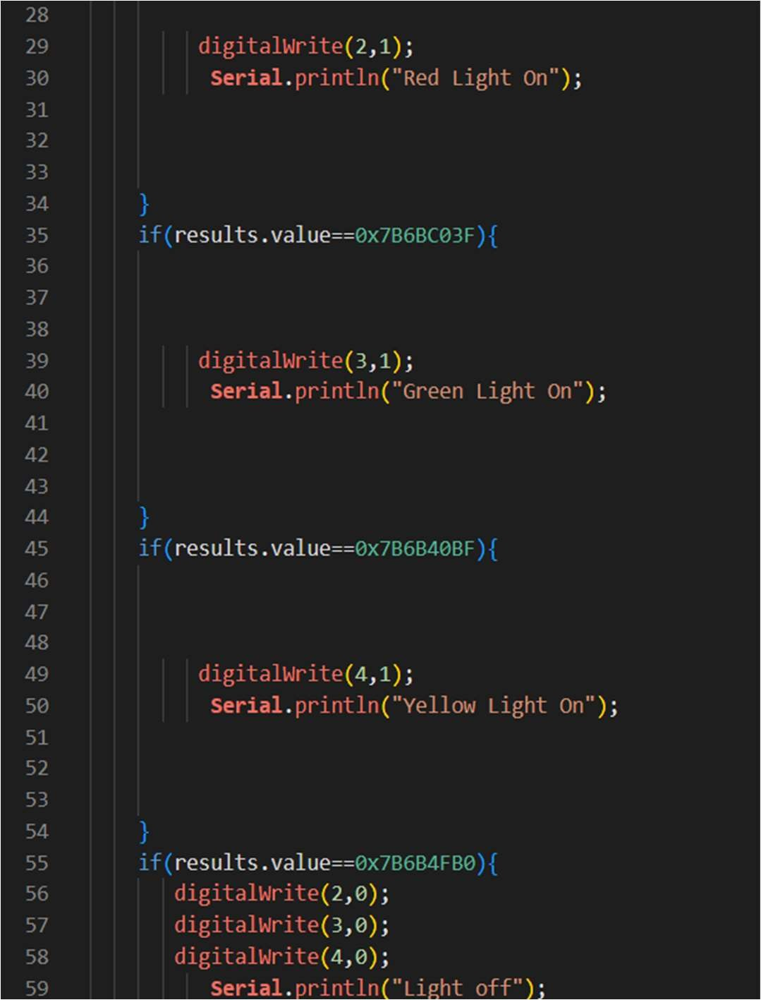 28
29 digitalWrite(2,1);
30 Serial.println("Red Light On");
31
32
33
34 }
35 if(results.value==0x7B6BC03F){
36
37
38
39 digitalWrite(3,1);
40 Serial.println("Green Light On");
41
42
43
44 }
45 if(results.value==0x7B6B40BF){
46
47
48
49 digitalWrite(4,1);
50 Serial.println("Yellow Light On");
51
52
53
54 }
55 if(results.value==0x7B6B4FB0){
56 digitalWrite(2,0);
57 digitalWrite(3,0);
58 digitalWrite(4,0);
59 Serial.println("Light off");